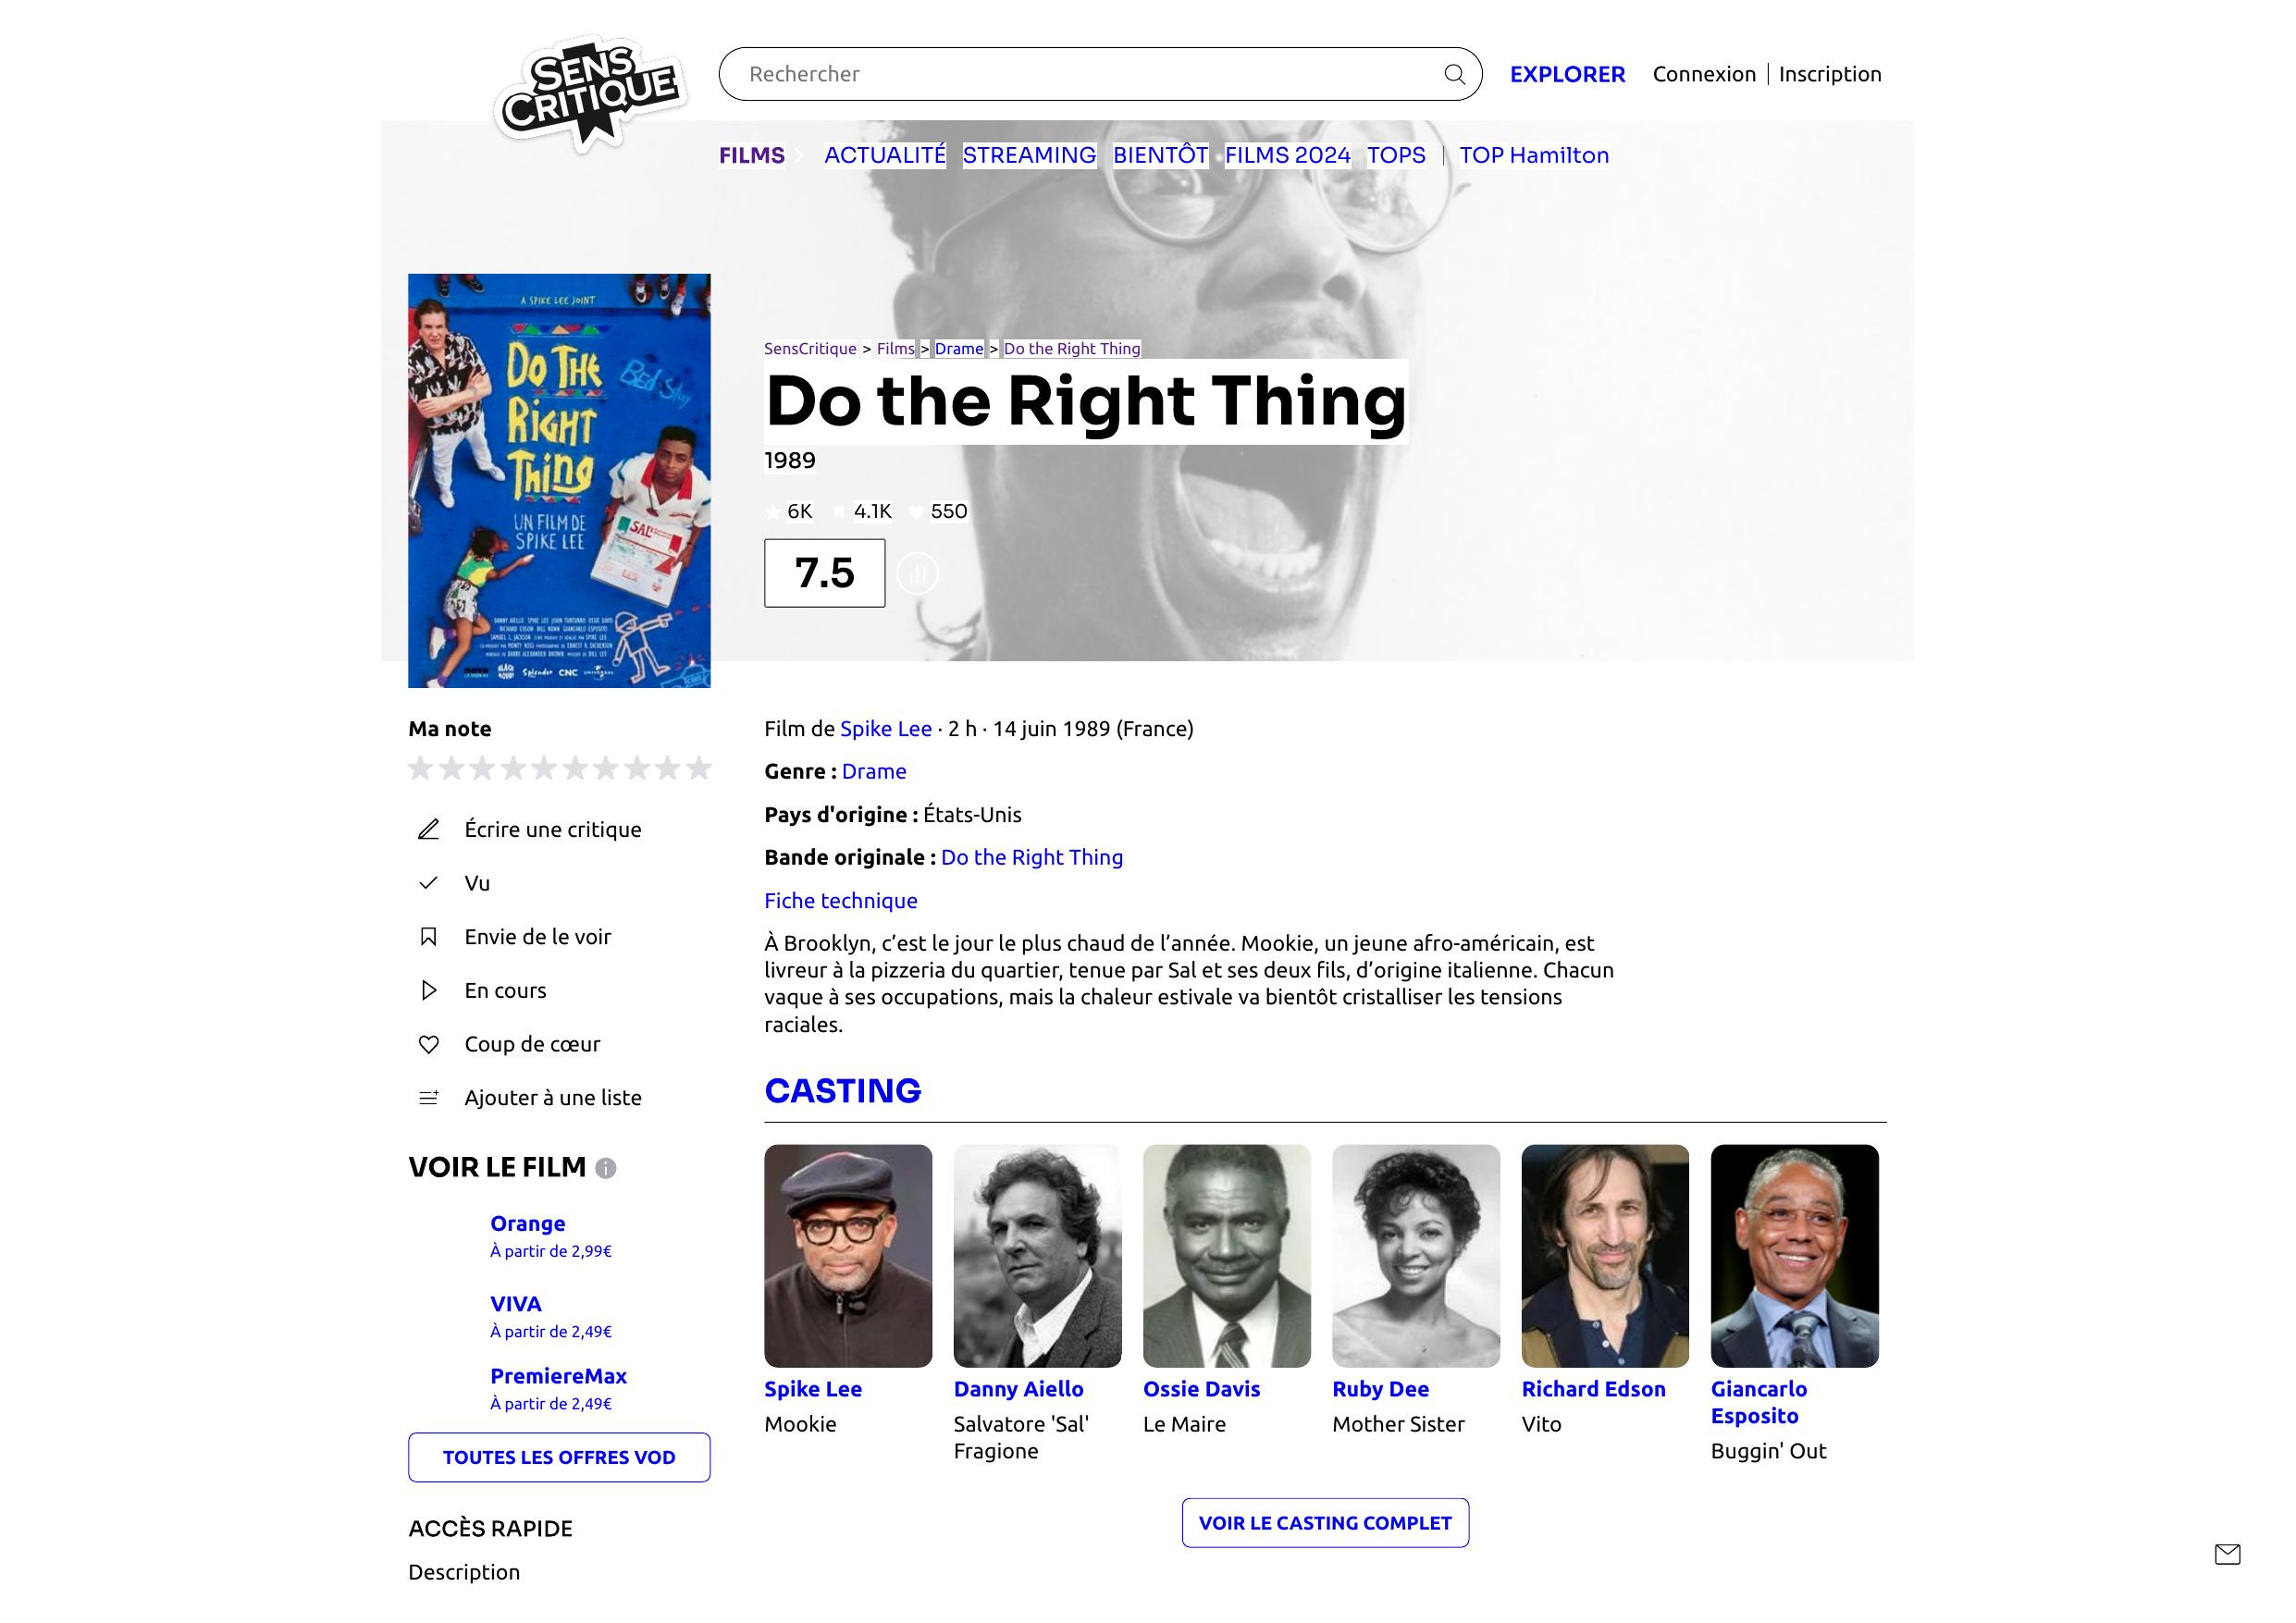 SENS
CRITIQUE
Rechercher
EXPLORER
Connexion
Inscription
FILMS
ACTUALITÉ
STREAMING
BIENTÔT
FILMS 2024
TOPS
TOP Hamilton
A SPIKE LEE JOINT
DO THE
RiGHT
THing
BED Stuy
UN FILM DE
SPIKE LEE
SAL'S
SensCritique > Films > Drame > Do the Right Thing
Do the Right Thing
1989
6K
4.1K
550
7.5
Ma note
Écrire une critique
Vu
Envie de le voir
En cours
Coup de cœur
Ajouter à une liste
VOIR LE FILM
Orange
À partir de 2,99€
VIVA
À partir de 2,49€
PremiereMax
À partir de 2,49€
TOUTES LES OFFRES VOD
ACCÈS RAPIDE
Description
Film de Spike Lee · 2 h · 14 juin 1989 (France)
Genre : Drame
Pays d'origine : États-Unis
Bande originale : Do the Right Thing
Fiche technique
À Brooklyn, c’est le jour le plus chaud de l’année. Mookie, un jeune afro-américain, est
livreur à la pizzeria du quartier, tenue par Sal et ses deux fils, d’origine italienne. Chacun
vaque à ses occupations, mais la chaleur estivale va bientôt cristalliser les tensions
raciales.
CASTING
Spike Lee
Mookie
Danny Aiello
Salvatore 'Sal'
Fragione
Ossie Davis
Le Maire
Ruby Dee
Mother Sister
Richard Edson
Vito
Giancarlo
Esposito
Buggin' Out
VOIR LE CASTING COMPLET